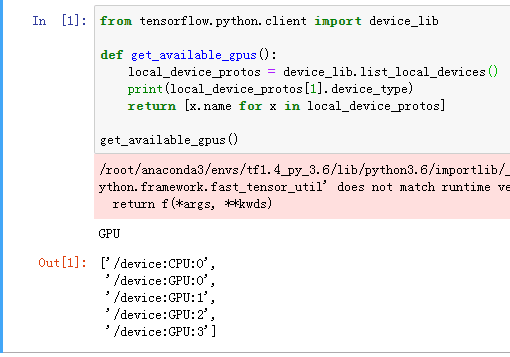 In [1]:
from tensorflow.python.client import device_lib
def get_available_gpus():
local_device_protos = device_lib.list_local_devices()
print(local_device_protos[1].device_type)
return [x.name for x in local_device_protos]
get_available_gpus()
/root/anaconda3/envs/tf1.4_py_3.6/lib/python3.6/importlib/_
ython.framework.fast_tensor_util' does not match runtime ve
return f(*args, **kwds)
GPU
Out[1]:
['/device:CPU:0',
'/device:GPU:0',
'/device:GPU:1',
'/device:GPU:2',
'/device:GPU:3']